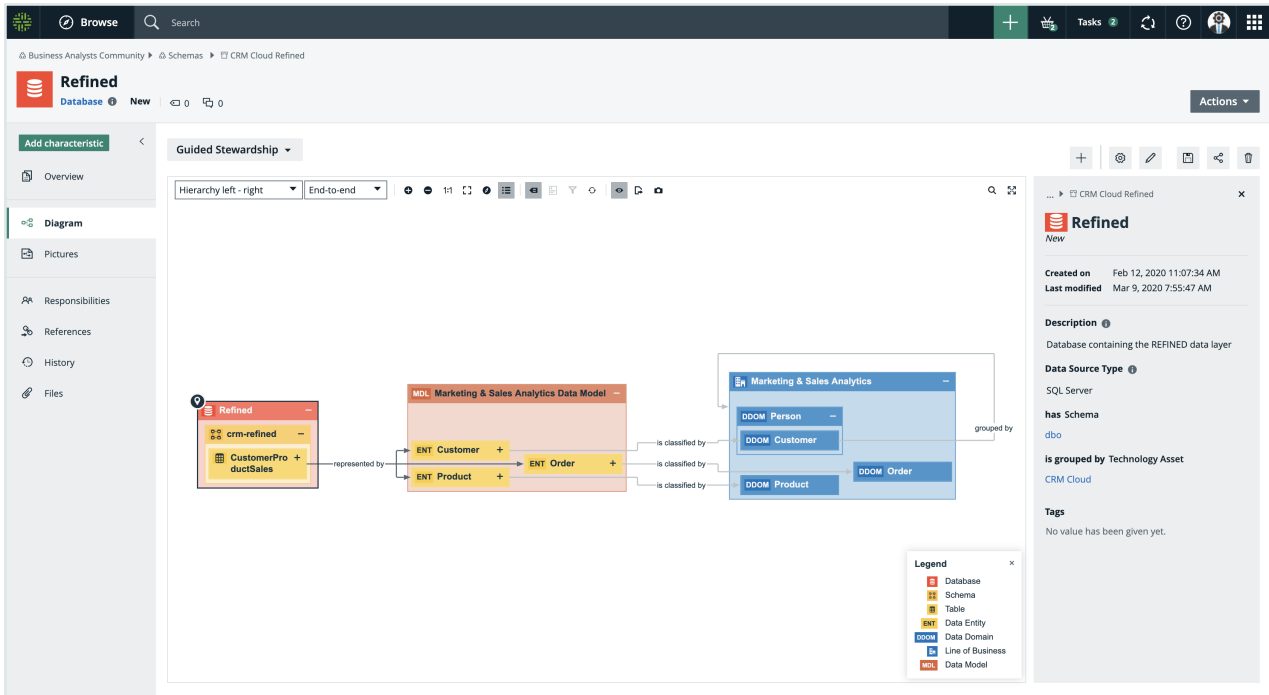 Browse
Search
2
Tasks 2
Business Analysts Community
Schemas
CRM Cloud Refined
Refined
Database
New
0
0
Actions
Add characteristic
Overview
Diagram
Pictures
Responsibilities
References
History
Files
Guided Stewardship
Hierarchy left - right
End-to-end
1:1
Refined
crm-refined
CustomerPro
ductSales
represented by
MDL Marketing & Sales Analytics Data Model
ENT Customer
ENT Order
ENT Product
is classified by
is classified by
is classified by
Marketing & Sales Analytics
DDOM Person
DDOM Customer
DDOM Order
DDOM Product
grouped by
Legend
Database
Schema
Table
ENT Data Entity
DDOM Data Domain
Line of Business
MDL Data Model
... CRM Cloud Refined
Refined
New
Created on Feb 12, 2020 11:07:34 AM
Last modified Mar 9, 2020 7:55:47 AM
Description
Database containing the REFINED data layer
Data Source Type
SQL Server
has Schema
dbo
is grouped by Technology Asset
CRM Cloud
Tags
No value has been given yet.